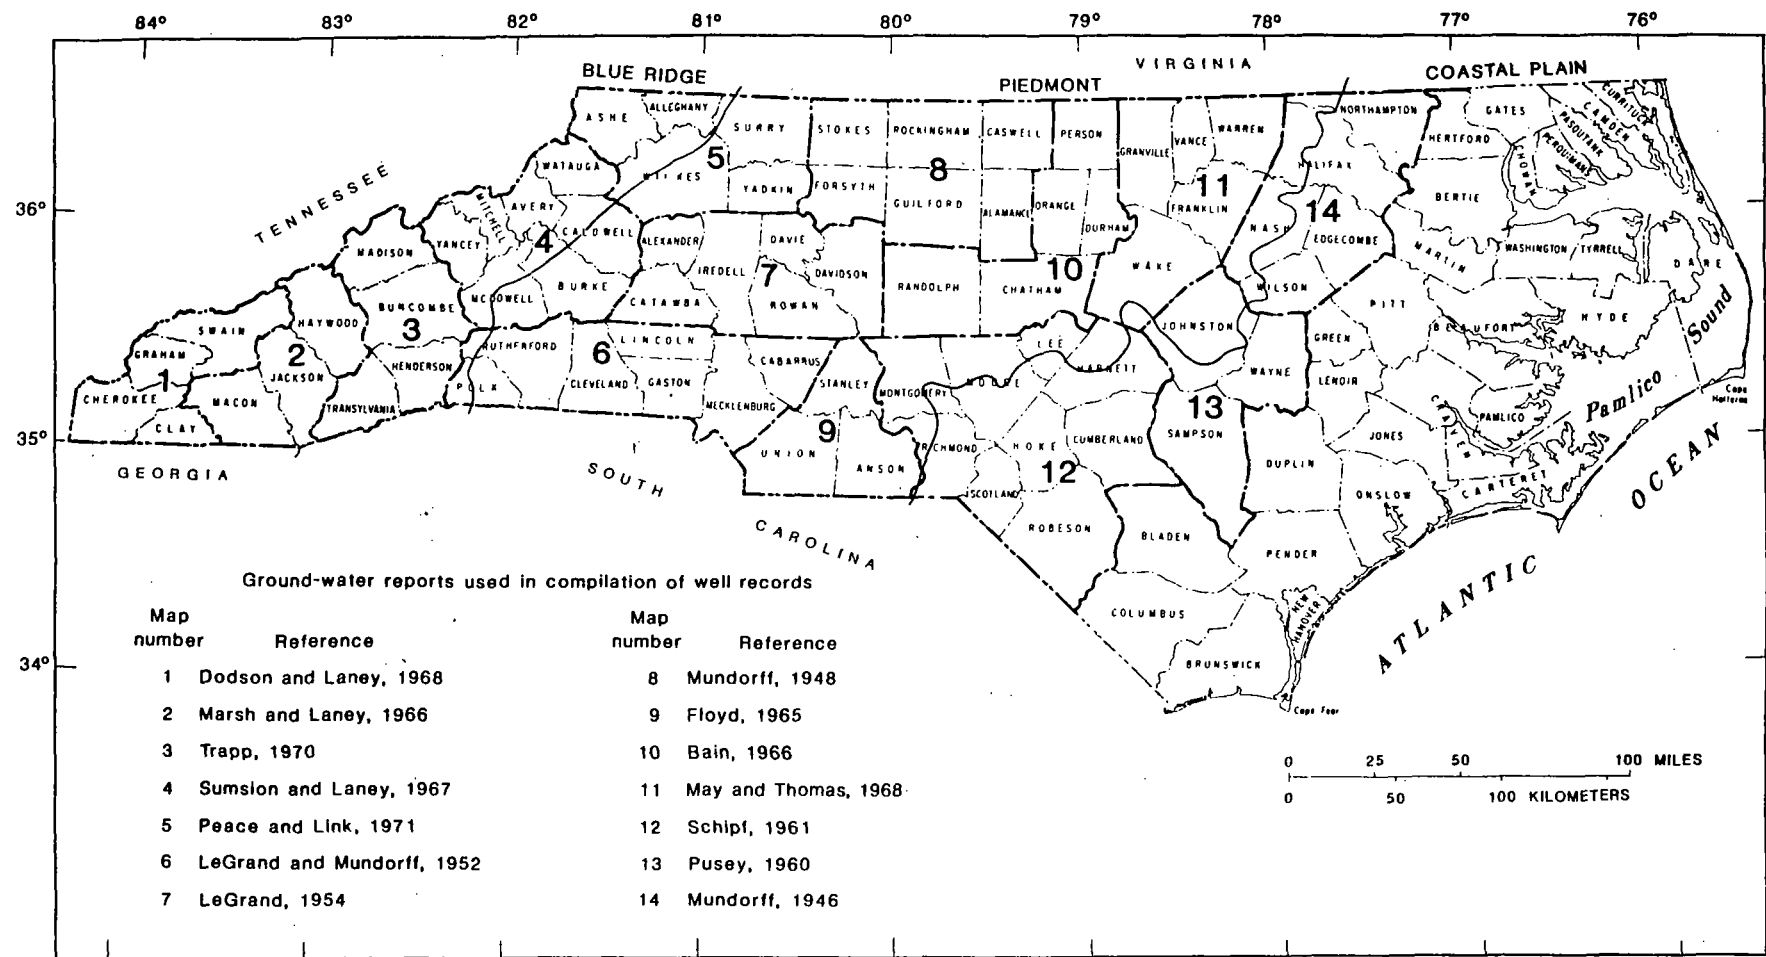 84° 83° 82° 81° 80° 79° 78° 77° 76°
VIRGINIA
BLUE RIDGE PIEDMONT COASTAL PLAIN
ASHE ALLEGHANY SURRY STOKES ROCKINGHAM CASWELL PERSON GRANVILLE VANCE WARREN NORTHAMPTON HERTFORD GATES CURRITUCK CAMDEN PASQUOTANK PERQUIMANS CHOWAN
TENNESSEE
WATAUGA WILKES 5 YADKIN FORSYTH 8 GUILFORD ALAMANCE ORANGE DURHAM 11 FRANKLIN HALIFAX 14 NASH EDGECOMBE BERTIE
36°
MITCHELL AVERY 4 CALDWELL ALEXANDER DAVIE
MADISON YANCEY IREDELL 7 DAVIDSON 10 WAKE MARTIN WASHINGTON TYRRELL DARE
BUNCOMBE MCDOWELL BURKE CATAWBA ROWAN RANDOLPH CHATHAM WILSON PITT
SWAIN HAYWOOD 3 BEAUFORT HYDE
GRAHAM 2 RUTHERFORD 6 LINCOLN LEE JOHNSTON GREEN
1 JACKSON HENDERSON CABARRUS WAYNE
CHEROKEE MACON TRANSYLVANIA POLK CLEVELAND GASTON MECKLENBURG STANLEY MONTGOMERY MOORE HARNETT LENOIR
Pamlico Sound
Cape Hatteras
CLAY 9 13 CRAVEN PAMLICO
35°
UNION ANSON RICHMOND HOKE CUMBERLAND SAMPSON DUPLIN JONES
GEORGIA
SOUTH CAROLINA
12 SCOTLAND ONSLOW CARTERET
ROBESON BLADEN PENDER
ATLANTIC OCEAN
COLUMBUS NEW HANOVER
BRUNSWICK
34°
Cape Fear
Ground-water reports used in compilation of well records
Map number Reference
1 Dodson and Laney, 1968
2 Marsh and Laney, 1966
3 Trapp, 1970
4 Sumsion and Laney, 1967
5 Peace and Link, 1971
6 LeGrand and Mundorff, 1952
7 LeGrand, 1954
Map number Reference
8 Mundorff, 1948
9 Floyd, 1965
10 Bain, 1966
11 May and Thomas, 1968
12 Schipf, 1961
13 Pusey, 1960
14 Mundorff, 1946
0 25 50 100 MILES
0 50 100 KILOMETERS